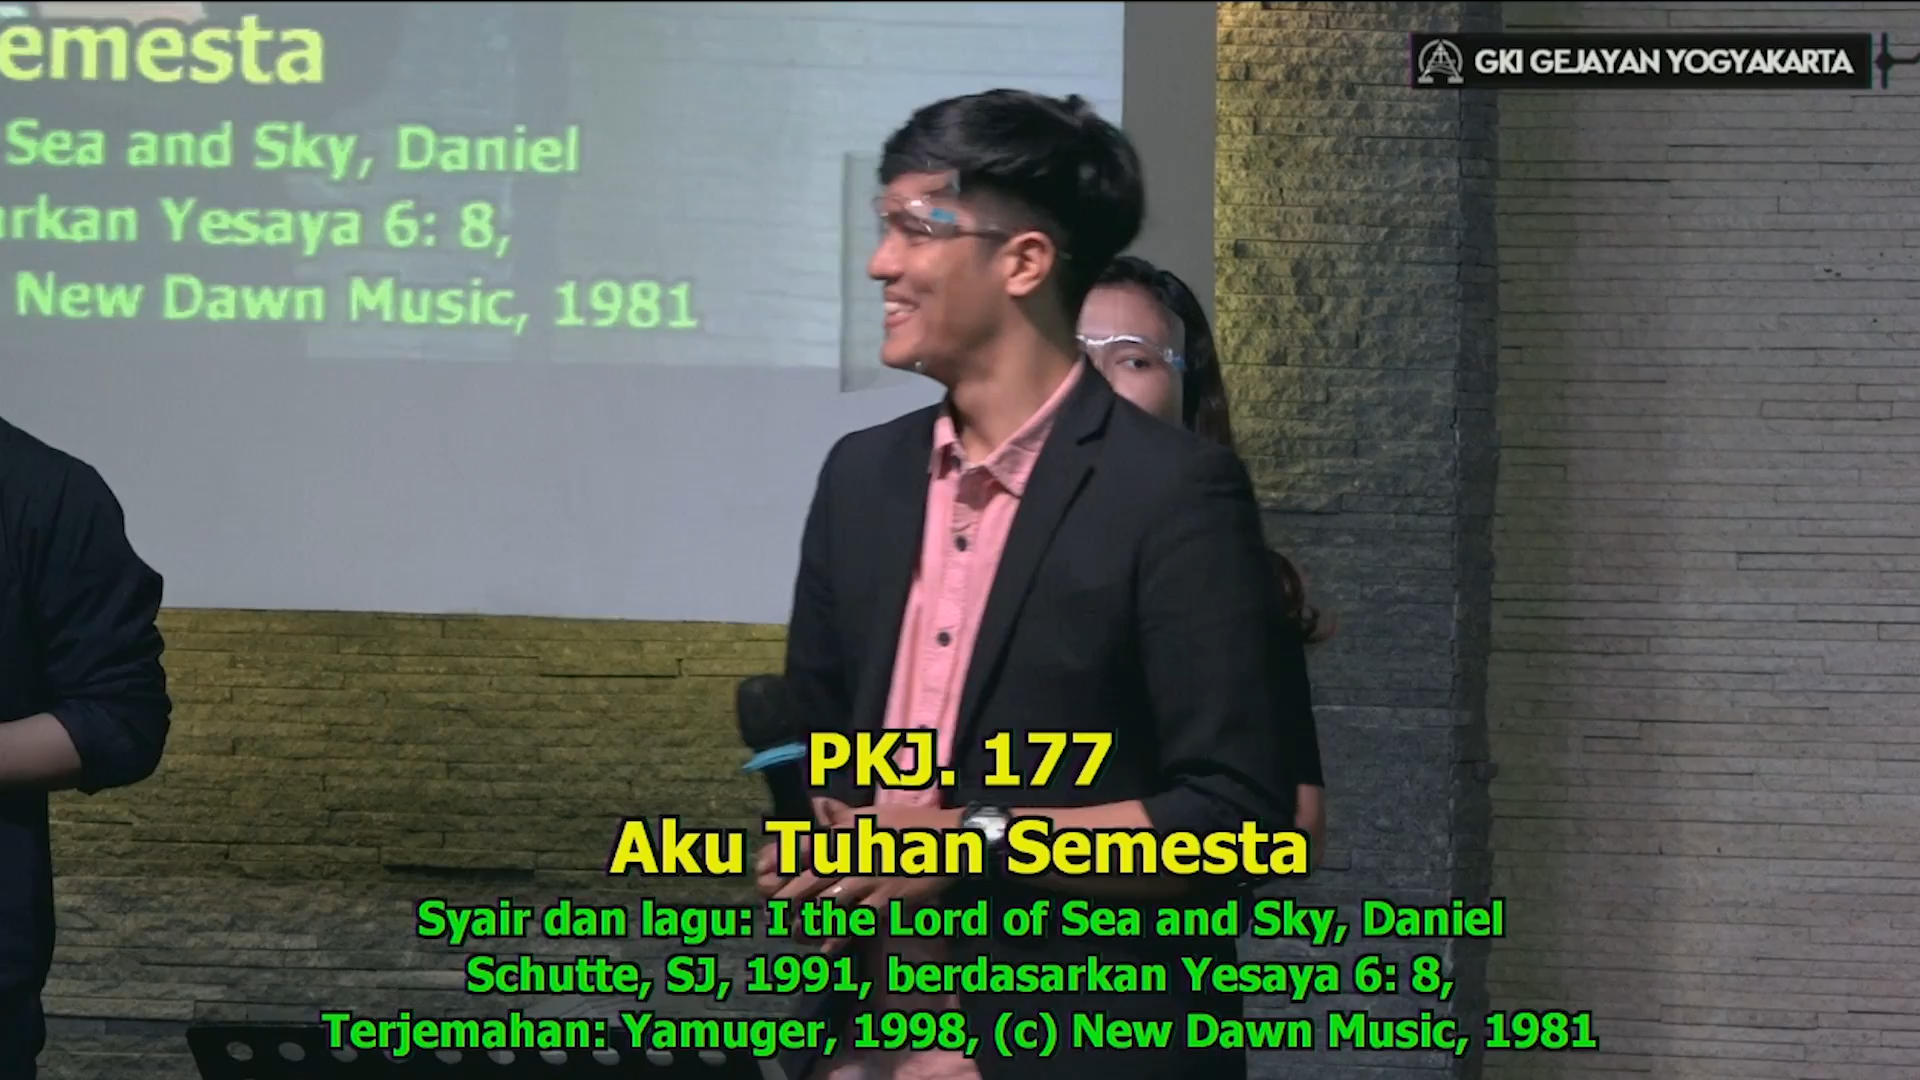 emesta
Sea and Sky, Daniel
arkan Yesaya 6: 8,
New Dawn Music, 1981
GKI GEJAYAN YOGYAKARTA
PKJ. 177
Aku Tuhan Semesta
Syair dan lagu: I the Lord of Sea and Sky, Daniel
Schutte, SJ, 1991, berdasarkan Yesaya 6: 8,
Terjemahan: Yamuger, 1998, (c) New Dawn Music, 1981